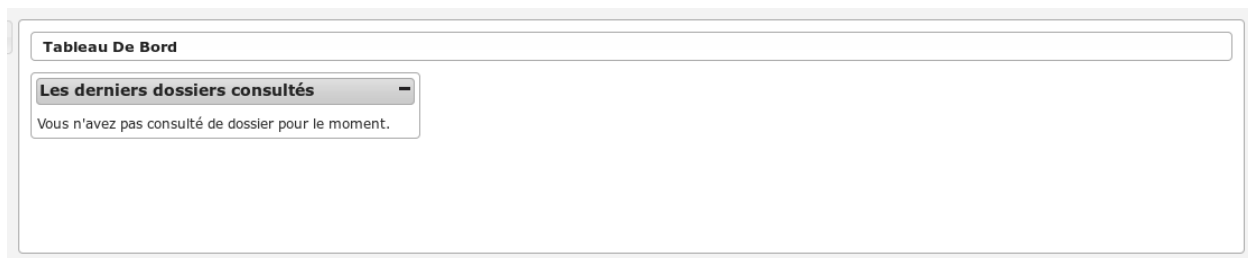 Tableau De Bord
Les derniers dossiers consultés
Vous n'avez pas consulté de dossier pour le moment.